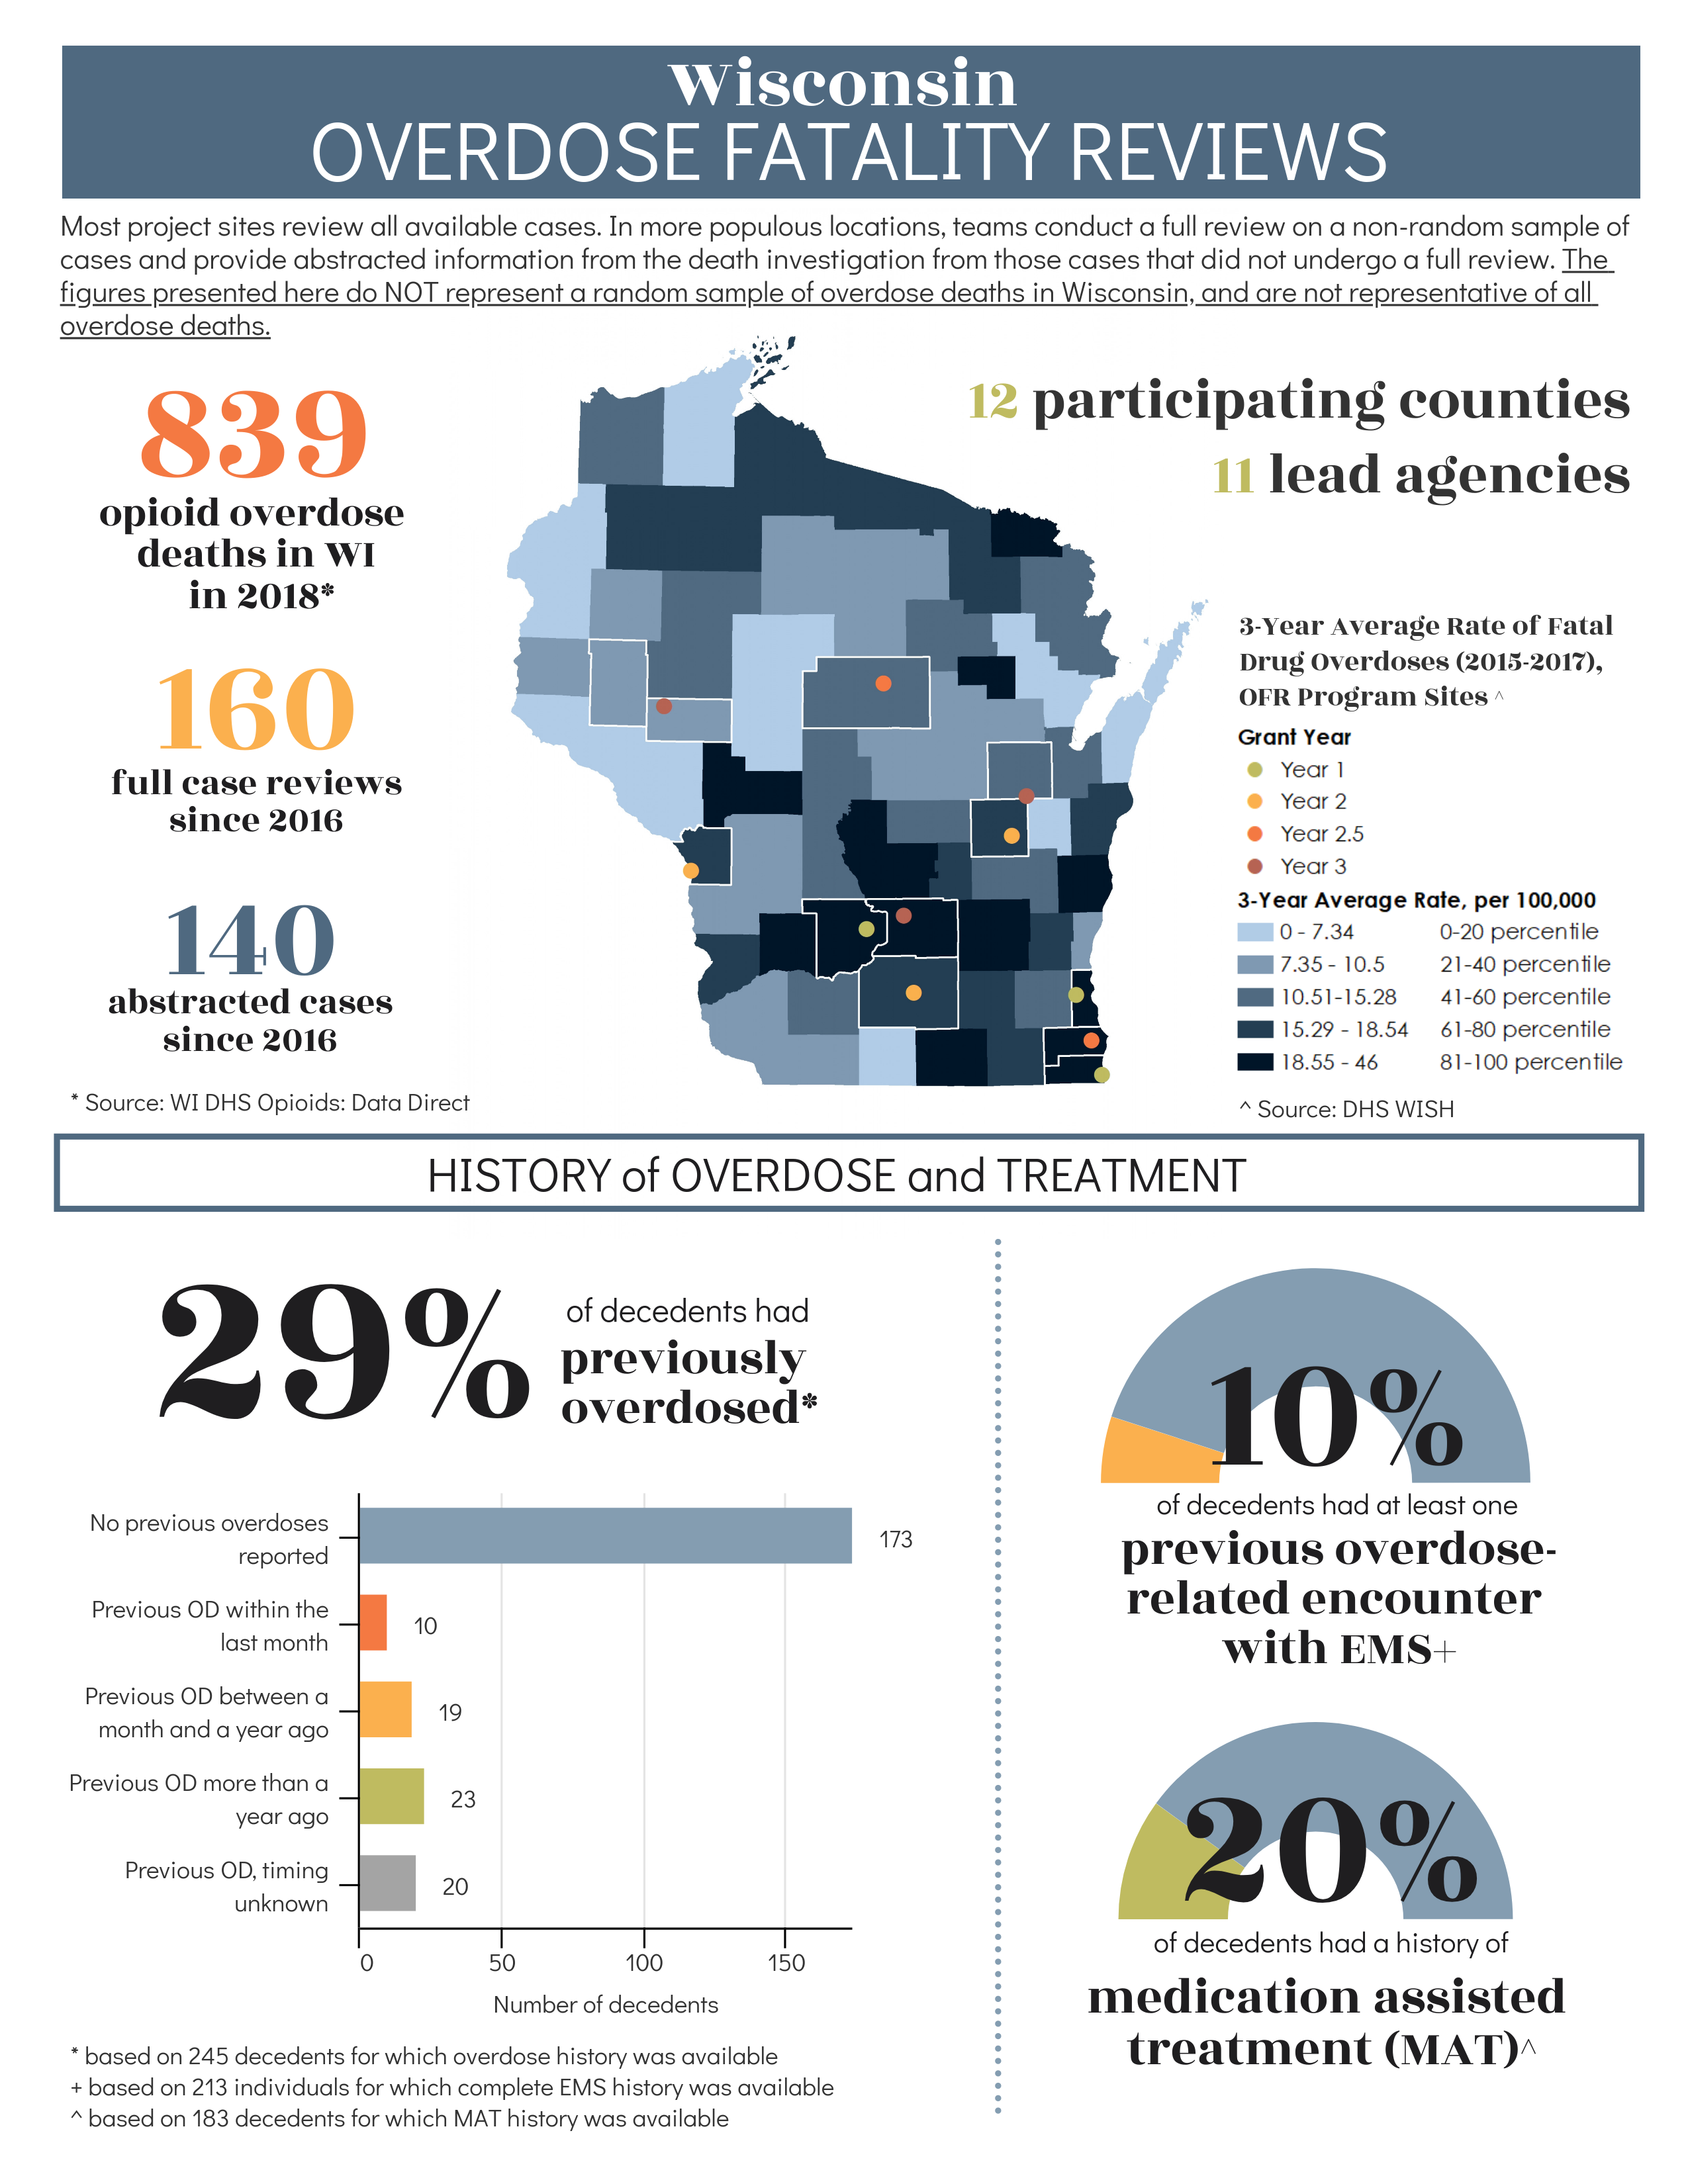 Wisconsin
OVERDOSE FATALITY REVIEWS
Most project sites review all available cases. In more populous locations, teams conduct a full review on a non-random sample of
cases and provide abstracted information from the death investigation from those cases that did not undergo a full review. The
figures presented here do NOT represent a random sample of overdose deaths in Wisconsin, and are not representative of all
overdose deaths.
839
opioid overdose
deaths in WI
in 2018*
160
full case reviews
since 2016
140
abstracted cases
since 2016
* Source: WI DHS Opioids: Data Direct
12 participating counties
11 lead agencies
3-Year Average Rate of Fatal
Drug Overdoses (2015-2017),
OFR Program Sites ^
Grant Year
Year 1
Year 2
Year 2.5
Year 3
3-Year Average Rate, per 100,000
0 - 7.34 0-20 percentile
7.35 - 10.5 21-40 percentile
10.51-15.28 41-60 percentile
15.29 - 18.54 61-80 percentile
18.55 - 46 81-100 percentile
^ Source: DHS WISH
HISTORY of OVERDOSE and TREATMENT
29%
of decedents had
previously
overdosed*
No previous overdoses
reported
173
Previous OD within the
last month
10
Previous OD between a
month and a year ago
19
Previous OD more than a
year ago
23
Previous OD, timing
unknown
20
0 50 100 150
Number of decedents
* based on 245 decedents for which overdose history was available
+ based on 213 individuals for which complete EMS history was available
^ based on 183 decedents for which MAT history was available
10%
of decedents had at least one
previous overdose-
related encounter
with EMS+
20%
of decedents had a history of
medication assisted
treatment (MAT)^